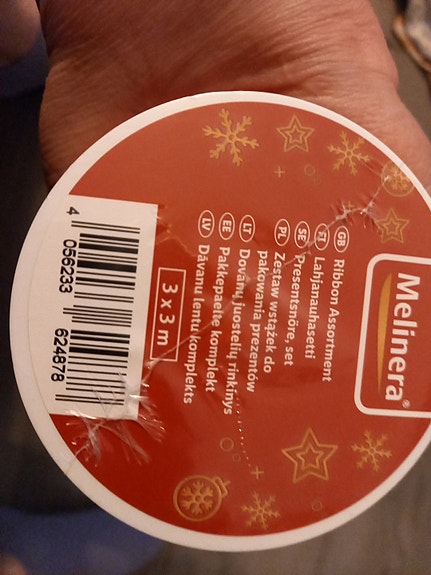 Melinera®
GB Ribbon Assortment
FI Lahjanauhasetti
SE Presentsnöre, set
PL Zestaw wstążek do
pakowania prezentów
LT Dovanų juostelių rinkinys
EE Pakkepaelte komplekt
LV Dāvanu lentu komplekts
3 x 3 m
4 056233 624878